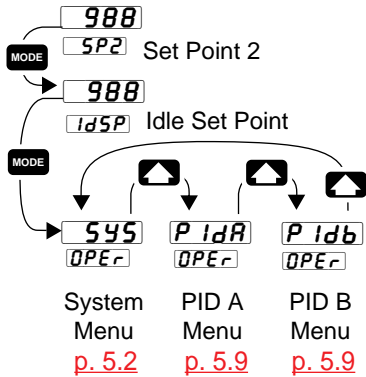 988
SP2 Set Point 2
MODE
988
IdSP Idle Set Point
MODE
SYS PIdA PIdb
OPEr OPEr OPEr
System PID A PID B
Menu Menu Menu
p. 5.2 p. 5.9 p. 5.9